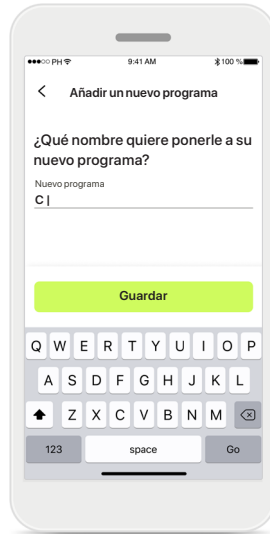 PH 9:41 AM 100 %
Añadir un nuevo programa
¿Qué nombre quiere ponerle a su
nuevo programa?
Nuevo programa
C |
Guardar
Q W E R T Y U I O P
A S D F G H J K L
Z X C V B N M
123 space Go